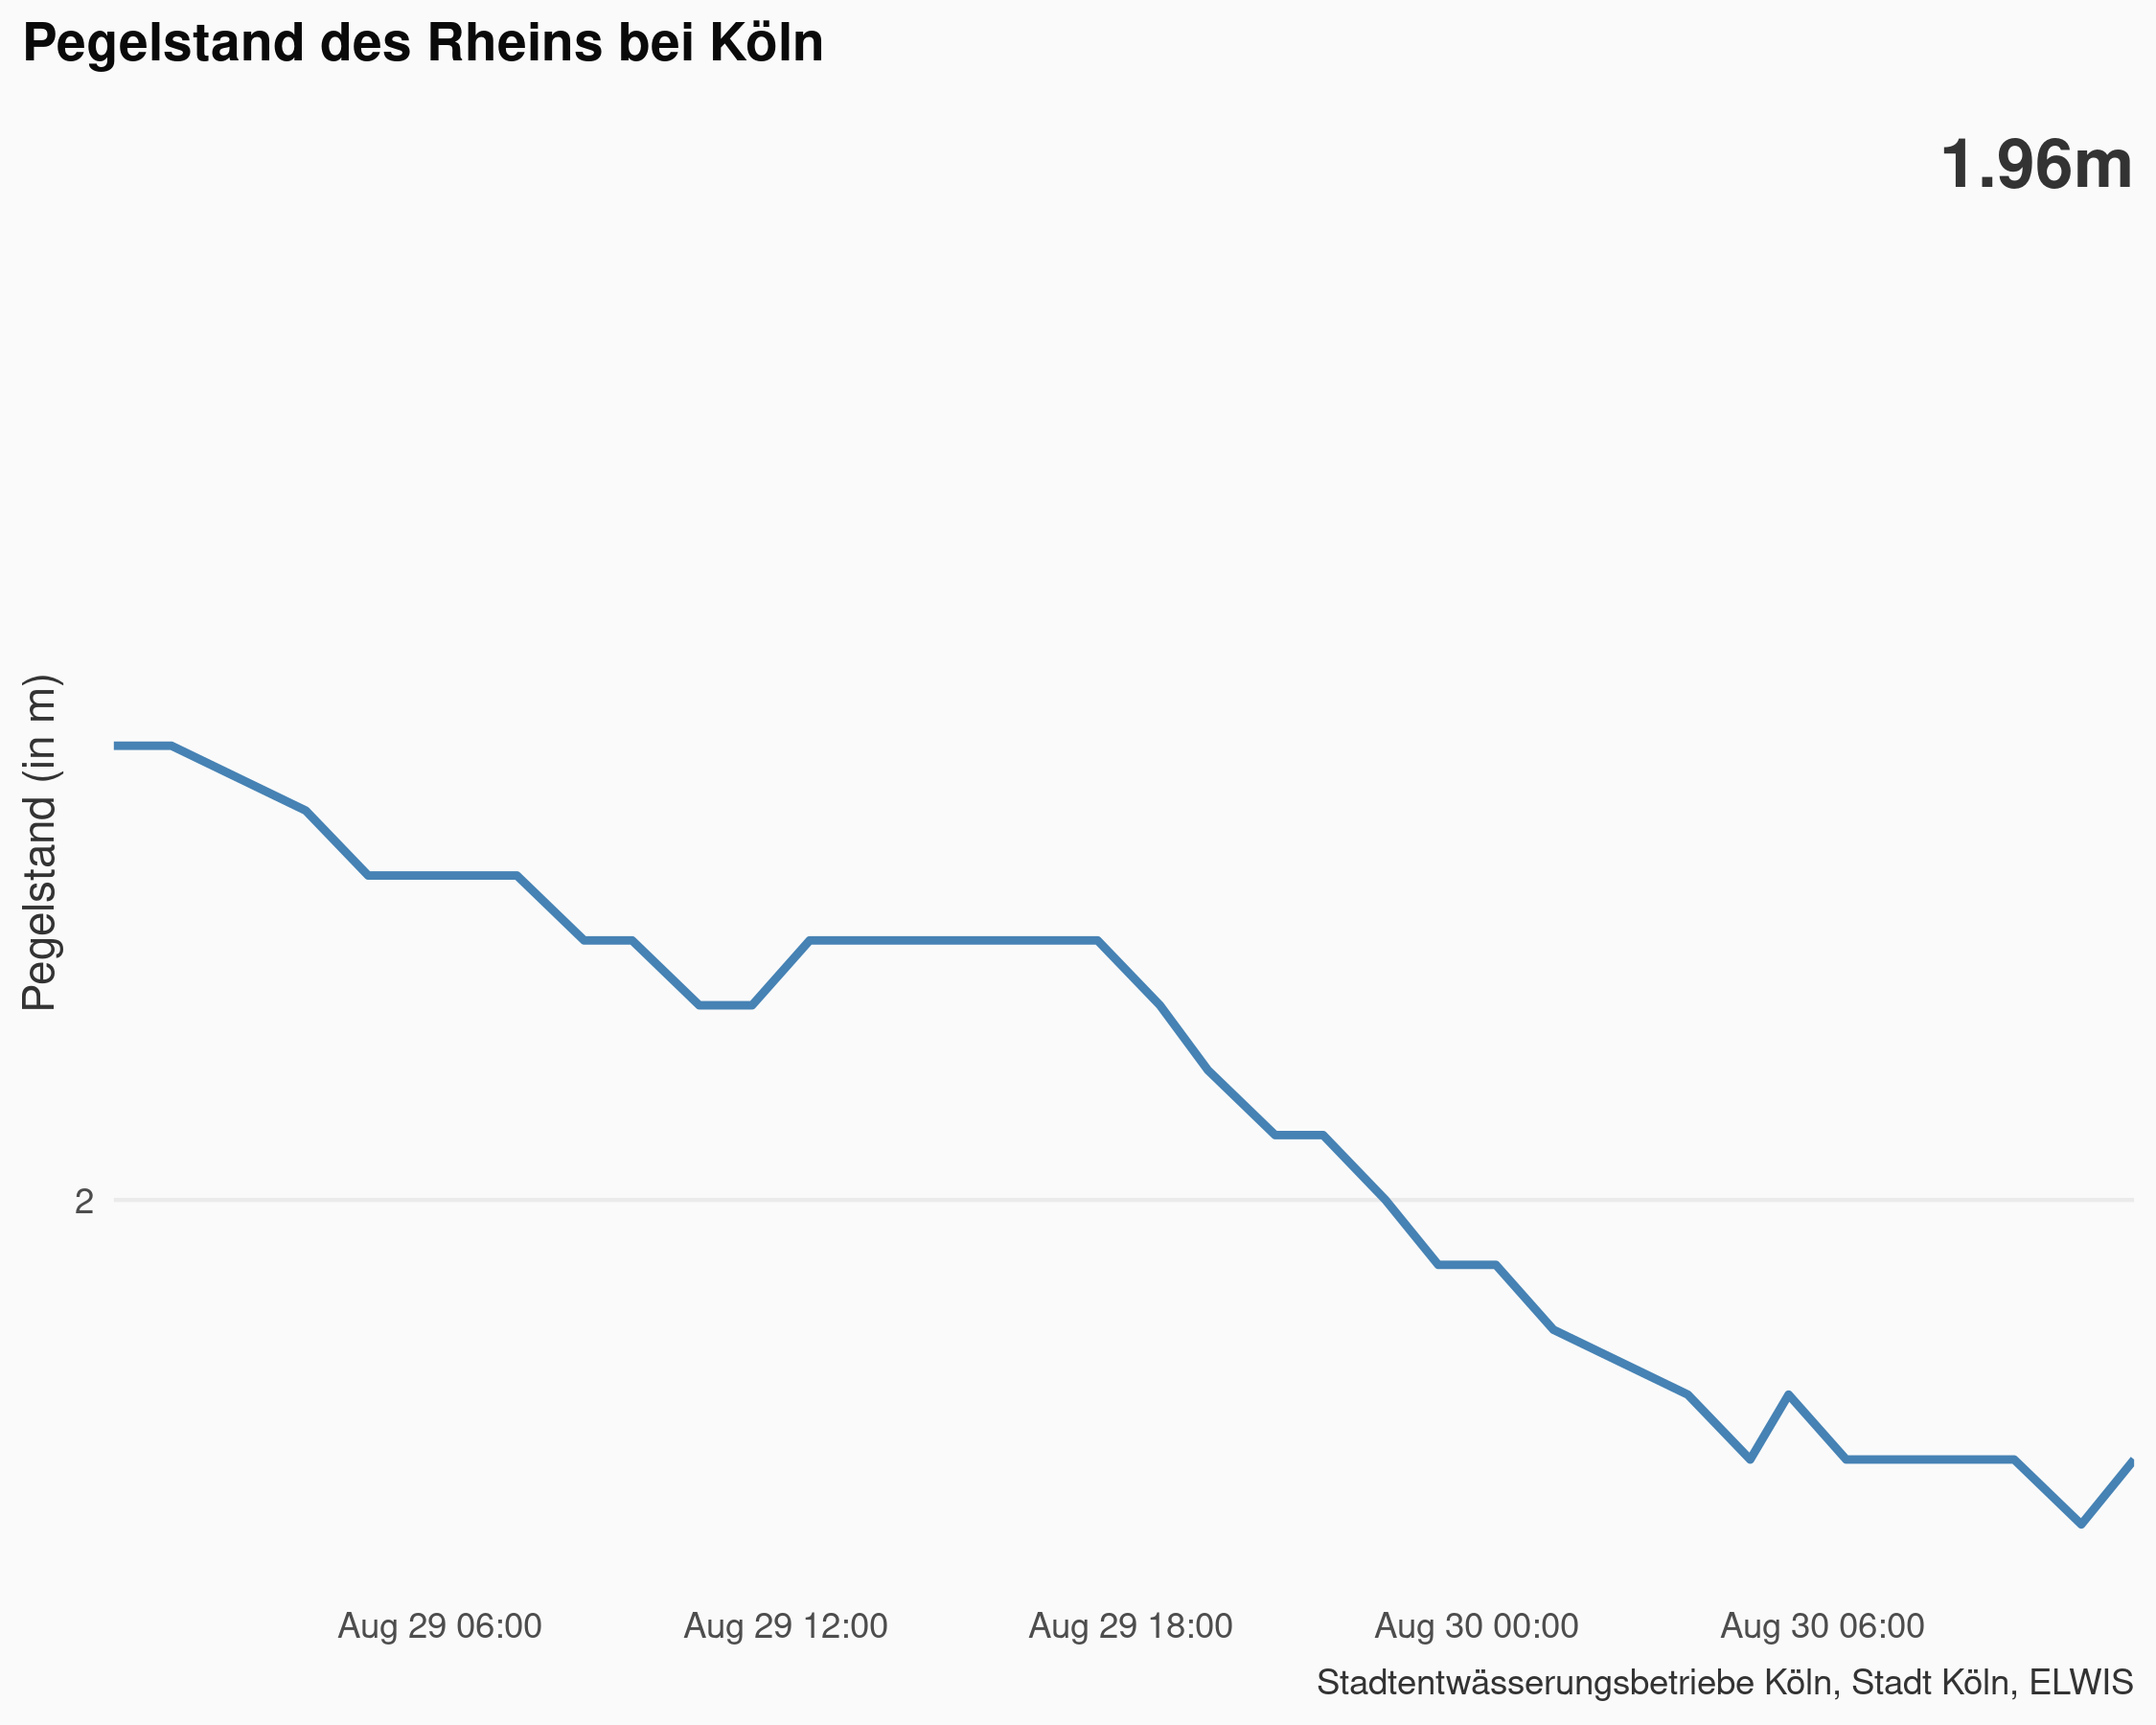 Pegelstand des Rheins bei Köln
1.96m
Pegelstand (in m)
2
Aug 29 06:00 Aug 29 12:00 Aug 29 18:00 Aug 30 00:00 Aug 30 06:00
Stadtentwässerungsbetriebe Köln, Stadt Köln, ELWIS